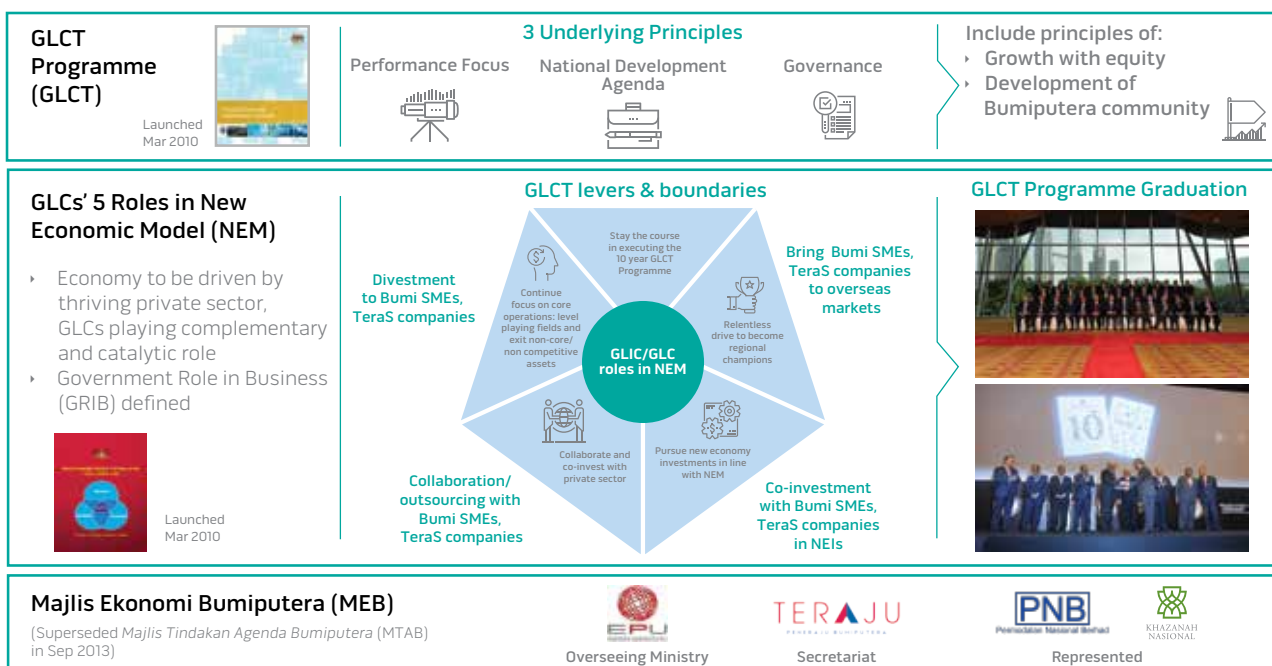 GLCT
Programme
(GLCT)
Launched
Mar 2010
3 Underlying Principles
Performance Focus
National Development
Agenda
Governance
Include principles of:
Growth with equity
Development of
Bumiputera community
GLCs' 5 Roles in New
Economic Model (NEM)
Economy to be driven by
thriving private sector,
GLCs playing complementary
and catalytic role
Government Role in Business
(GRIB) defined
Launched
Mar 2010
GLCT levers & boundaries
Divestment
to Bumi SMEs,
TeraS companies
Continue
focus on core
operations: level
playing fields and
exit non-core/
non competitive
assets
Stay the course
in executing the
10 year GLCT
Programme
Relentless
drive to become
regional
champions
Bring Bumi SMEs,
TeraS companies
to overseas
markets
GLIC/GLC
roles in NEM
Collaborate and
co-invest with
private sector
Pursue new economy
investments in line
with NEM
Collaboration/
outsourcing with
Bumi SMEs,
TeraS companies
Co-investment
with Bumi SMEs,
TeraS companies
in NEIs
GLCT Programme Graduation
10
Majlis Ekonomi Bumiputera (MEB)
(Superseded Majlis Tindakan Agenda Bumiputera (MTAB)
in Sep 2013)
EPU
Overseeing Ministry
TERAJU
PENERAJU BUMIPUTERA
Secretariat
PNB
Permodalan Nasional Berhad
KHAZANAH
NASIONAL
Represented